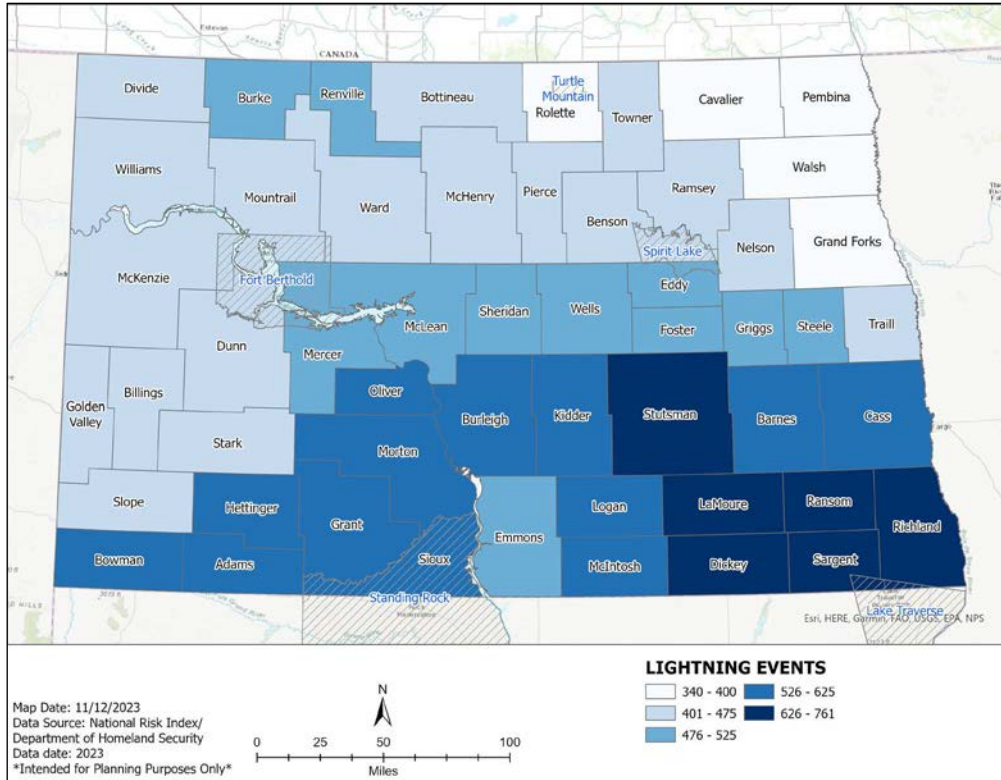 CANADA
Divide
Burke
Renville
Bottineau
Turtle
Mountain
Rolette
Towner
Cavalier
Pembina
Williams
Mountrail
Ward
McHenry
Pierce
Benson
Ramsey
Walsh
Nelson
Grand Forks
Spirit Lake
McKenzie
Fort Berthold
Dunn
Mercer
McLean
Sheridan
Wells
Eddy
Foster
Griggs
Steele
Traill
Golden
Valley
Billings
Stark
Oliver
Burleigh
Kidder
Stutsman
Barnes
Cass
Morton
Slope
Hettinger
Grant
Emmons
Logan
LaMoure
Ransom
Richland
Bowman
Adams
Sioux
McIntosh
Dickey
Sargent
Standing Rock
Lake Traverse
Esri, HERE, Garmin, FAO, USGS, EPA, NPS
LIGHTNING EVENTS
340 - 400
526 - 625
401 - 475
626 - 761
476 - 525
Map Date: 11/12/2023
Data Source: National Risk Index/
Department of Homeland Security
Data date: 2023
*Intended for Planning Purposes Only*
N
0 25 50 100
Miles